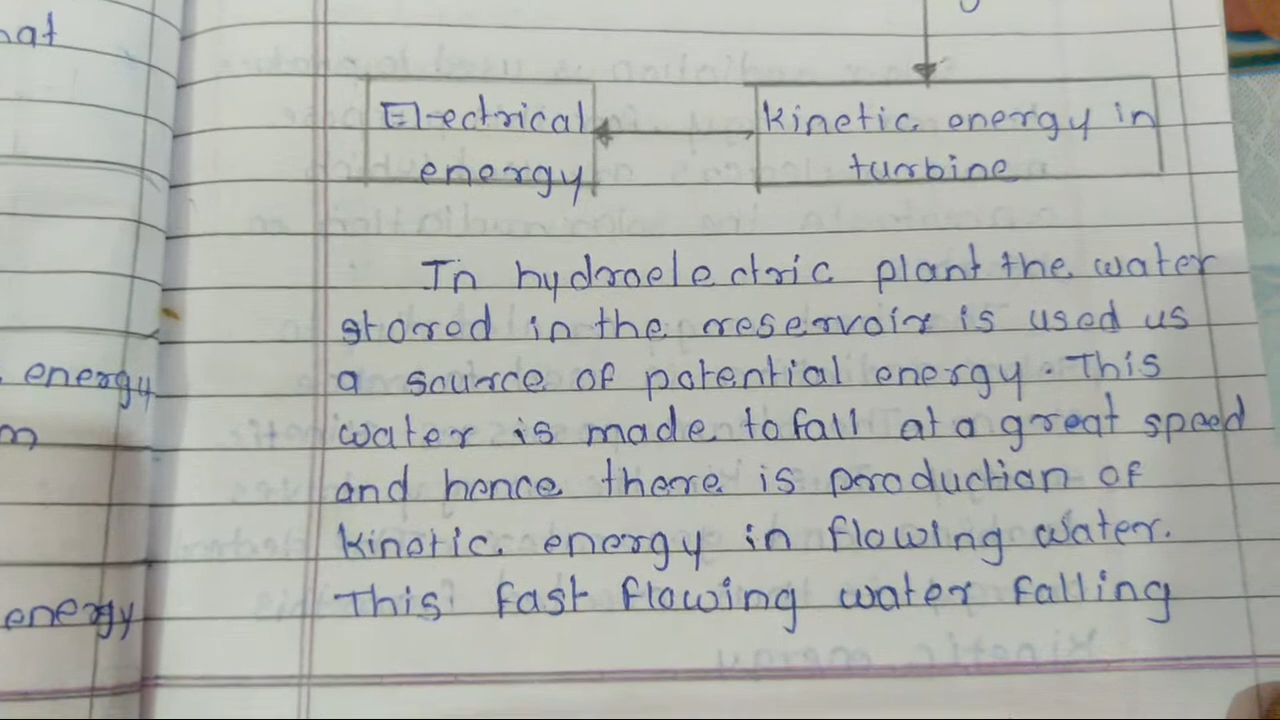 hat
energy
m
energy
Electrical
energy
kinetic energy in
turbine
In hydroelectric plant the water
stored in the reservoir is used us
a source of potential energy. This
water is made to fall at a great speed
and hence there is production of
kinetic energy in flowing water.
This fast flowing water falling